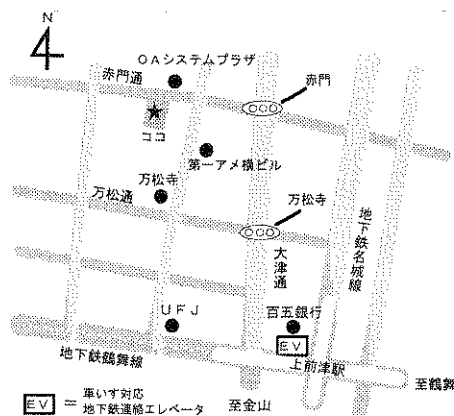 N
OAシステムプラザ
赤門通
赤門
ココ
第一アメ横ビル
万松寺
万松通
万松寺
大津通
地下鉄名城線
UFJ
百五銀行
EV
上前津駅
地下鉄鶴舞線
至鶴舞
EV = 車いす対応
地下鉄連絡エレベータ
至金山